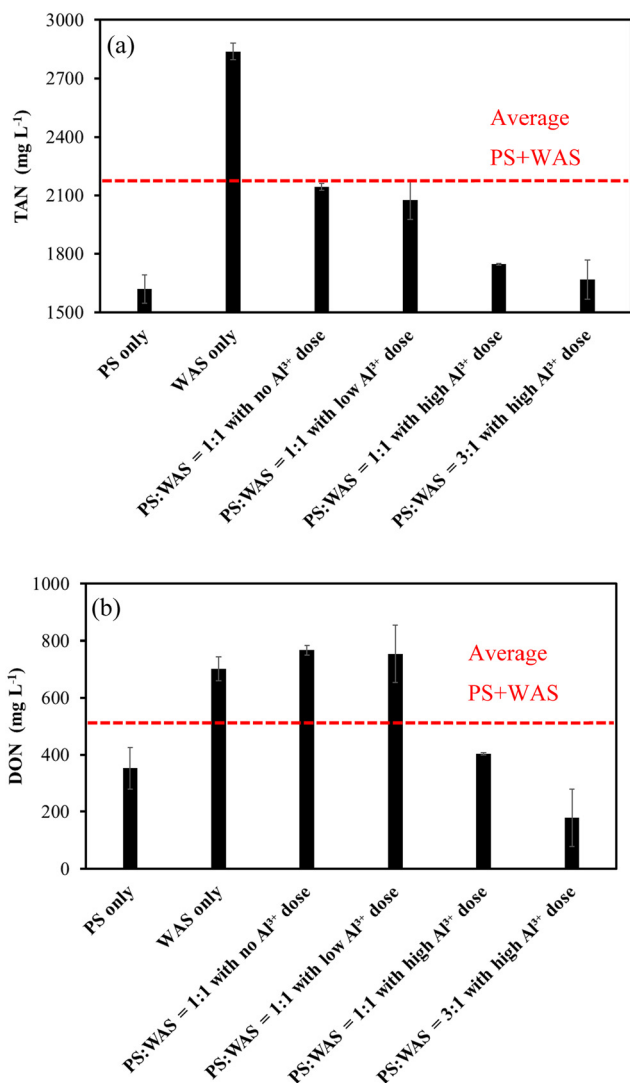 (a)
3000
2700
2400
2100
1800
1500
TAN (mg L⁻¹)
Average
PS+WAS
PS only
WAS only
PS:WAS = 1:1 with no Al³⁺ dose
PS:WAS = 1:1 with low Al³⁺ dose
PS:WAS = 1:1 with high Al³⁺ dose
PS:WAS = 3:1 with high Al³⁺ dose
(b)
1000
800
600
400
200
0
DON (mg L⁻¹)
Average
PS+WAS
PS only
WAS only
PS:WAS = 1:1 with no Al³⁺ dose
PS:WAS = 1:1 with low Al³⁺ dose
PS:WAS = 1:1 with high Al³⁺ dose
PS:WAS = 3:1 with high Al³⁺ dose